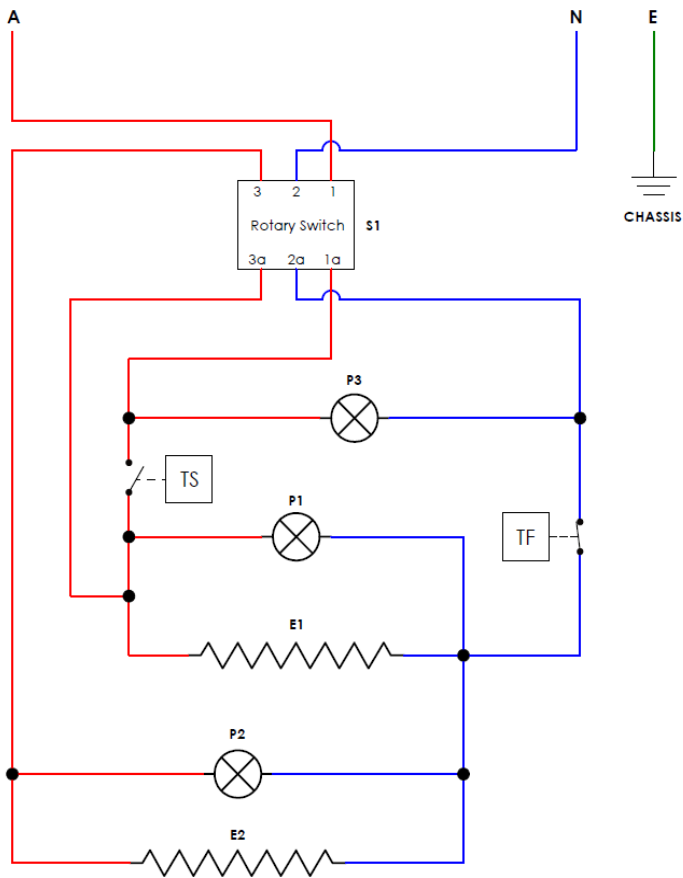 A N E
3 2 1
Rotary Switch S1
3a 2a 1a
CHASSIS
P3
TS
P1
TF
E1
P2
E2